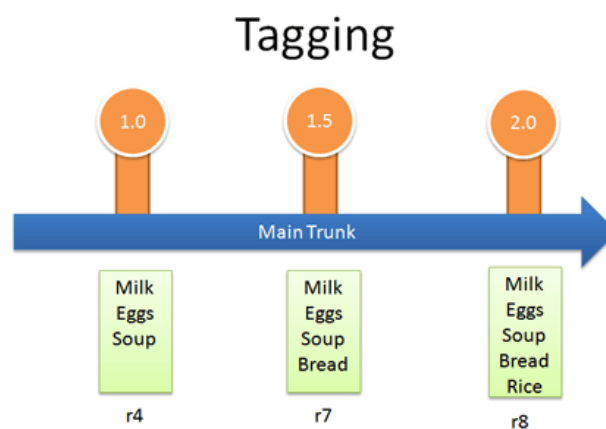 Tagging
1.0
1.5
2.0
Main Trunk
Milk
Eggs
Soup
r4
Milk
Eggs
Soup
Bread
r7
Milk
Eggs
Soup
Bread
Rice
r8